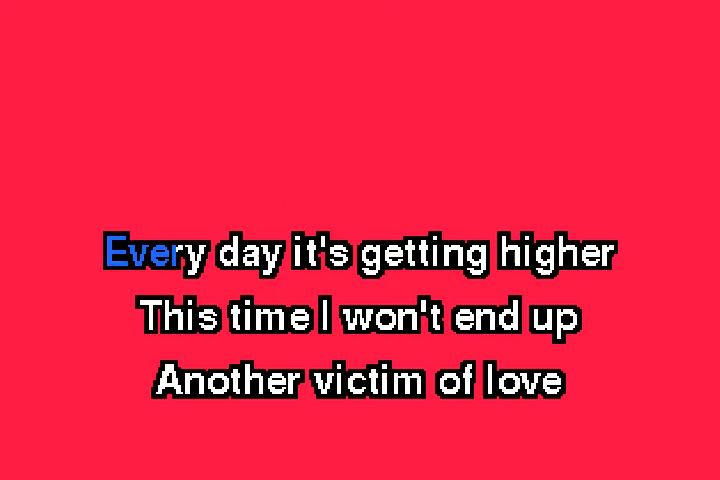 Every day it's getting higher
This time I won't end up
Another victim of love